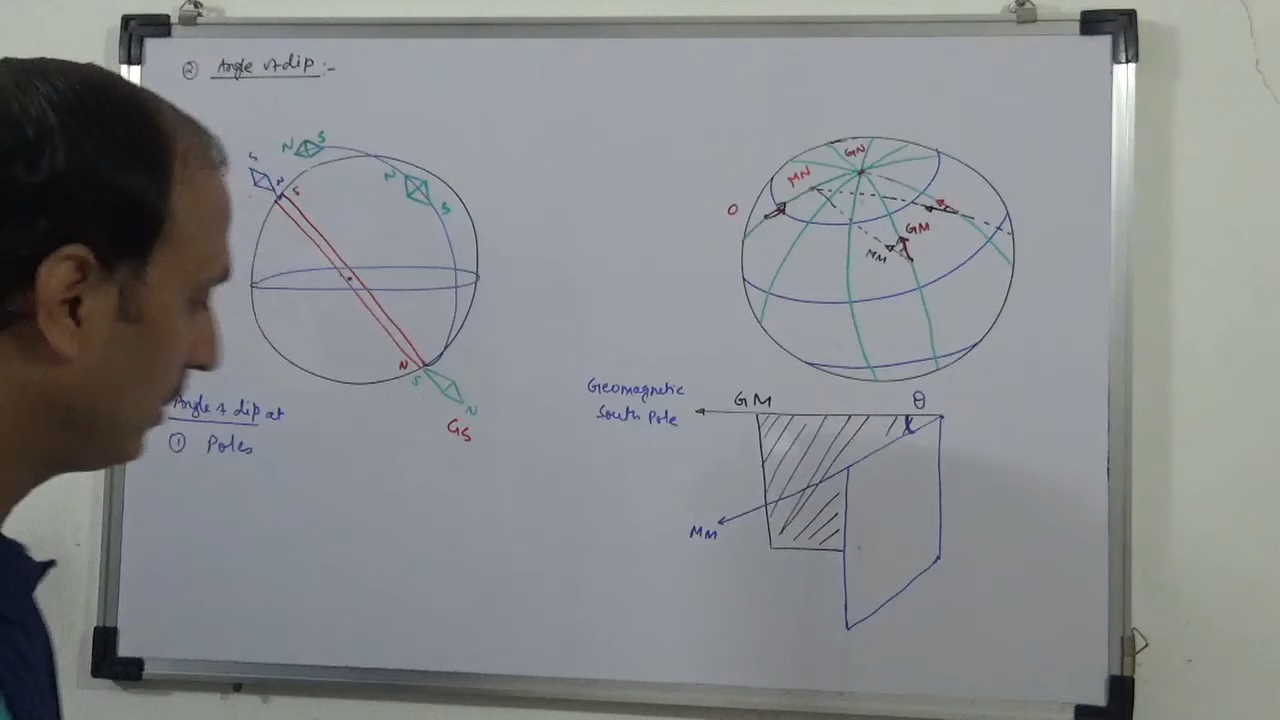 ② Angle of dip :-
N S
S N
S
N S
N
S
N
GS
Angle of dip at
① Poles
GN
MN
O
GM
MM
Geomagnetic
South Pole
GM
θ
MM